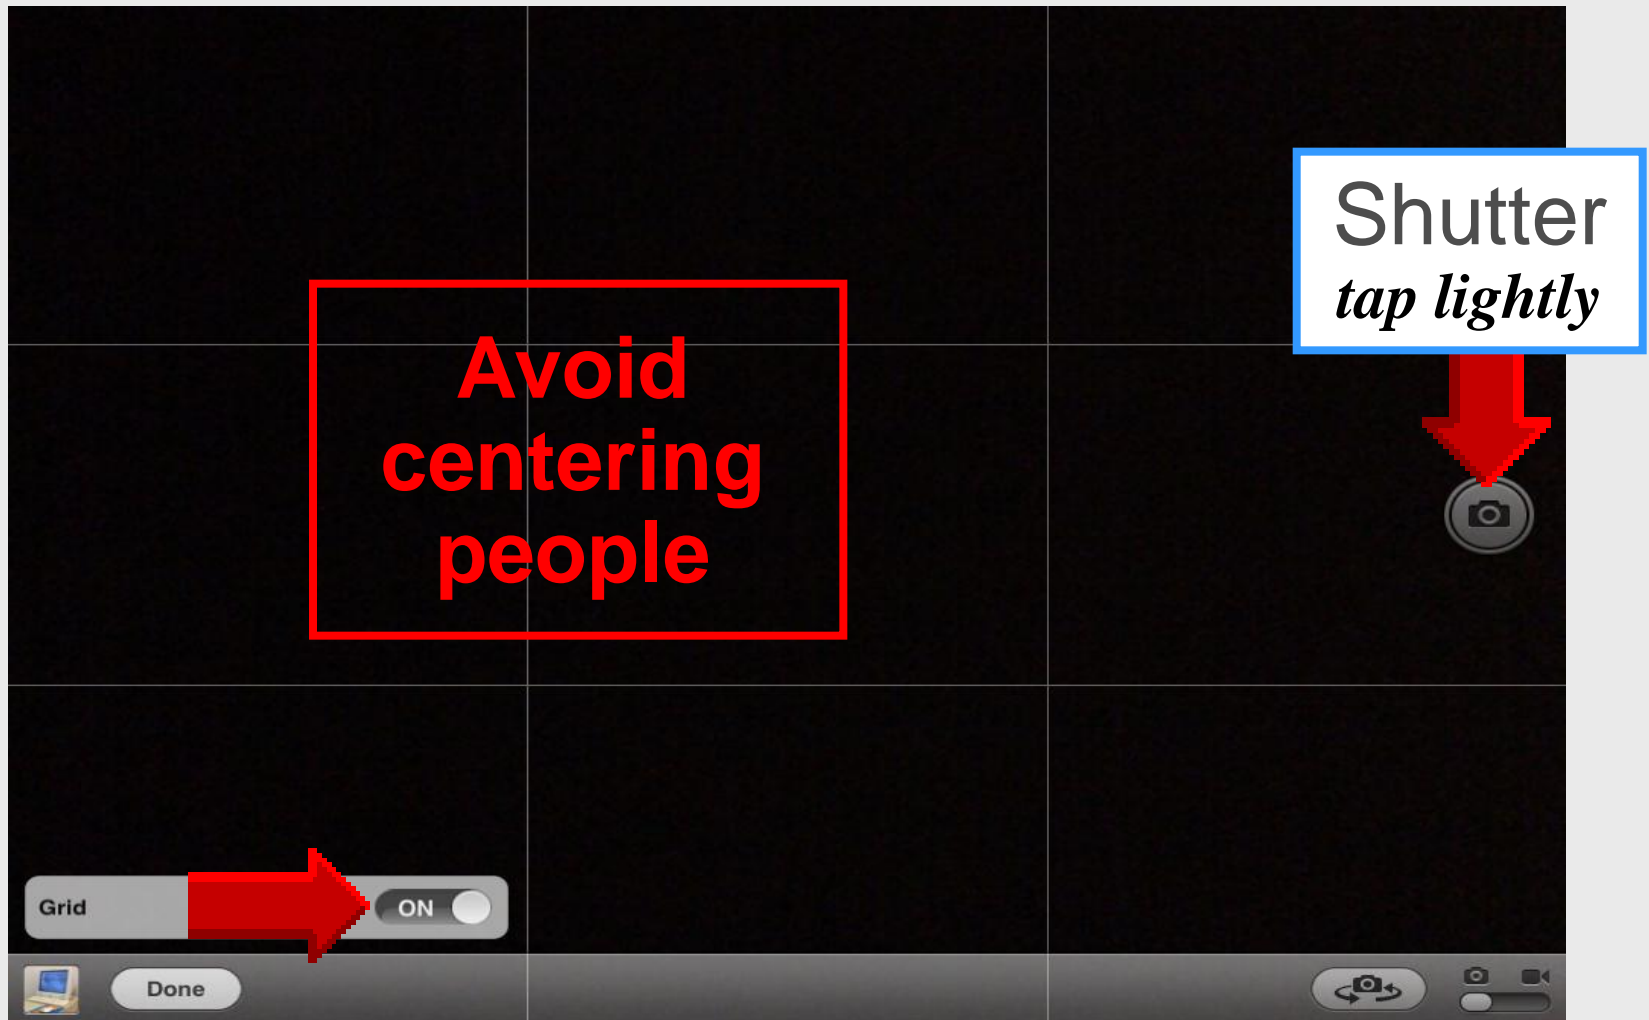 Shutter
tap lightly
Avoid
centering
people
Grid
ON
Done